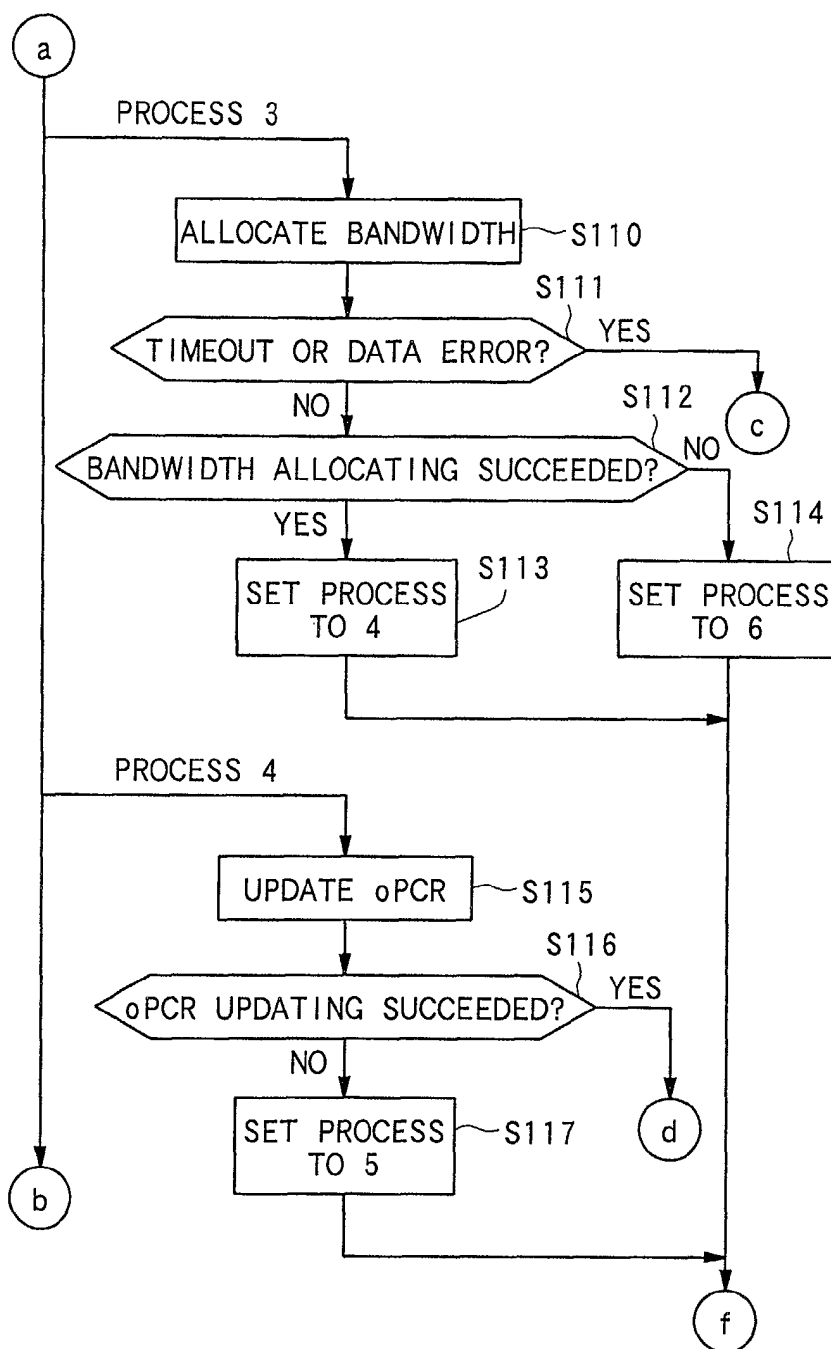 a
PROCESS 3
ALLOCATE BANDWIDTH
S110
S111
TIMEOUT OR DATA ERROR?
YES
NO
c
S112
BANDWIDTH ALLOCATING SUCCEEDED?
NO
YES
S114
S113
SET PROCESS
TO 4
SET PROCESS
TO 6
PROCESS 4
UPDATE oPCR
S115
S116
oPCR UPDATING SUCCEEDED?
YES
NO
SET PROCESS
TO 5
S117
d
b
f